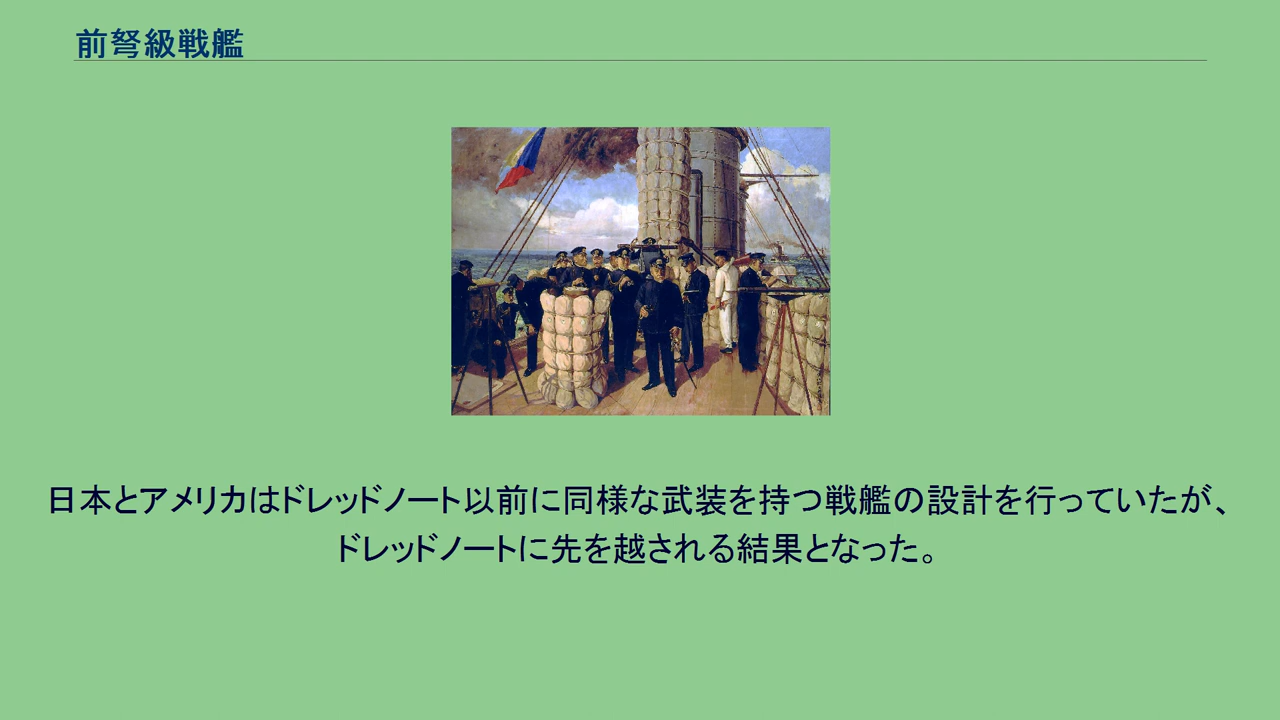 前弩級戦艦
日本とアメリカはドレッドノート以前に同様な武装を持つ戦艦の設計を行っていたが、
ドレッドノートに先を越される結果となった。